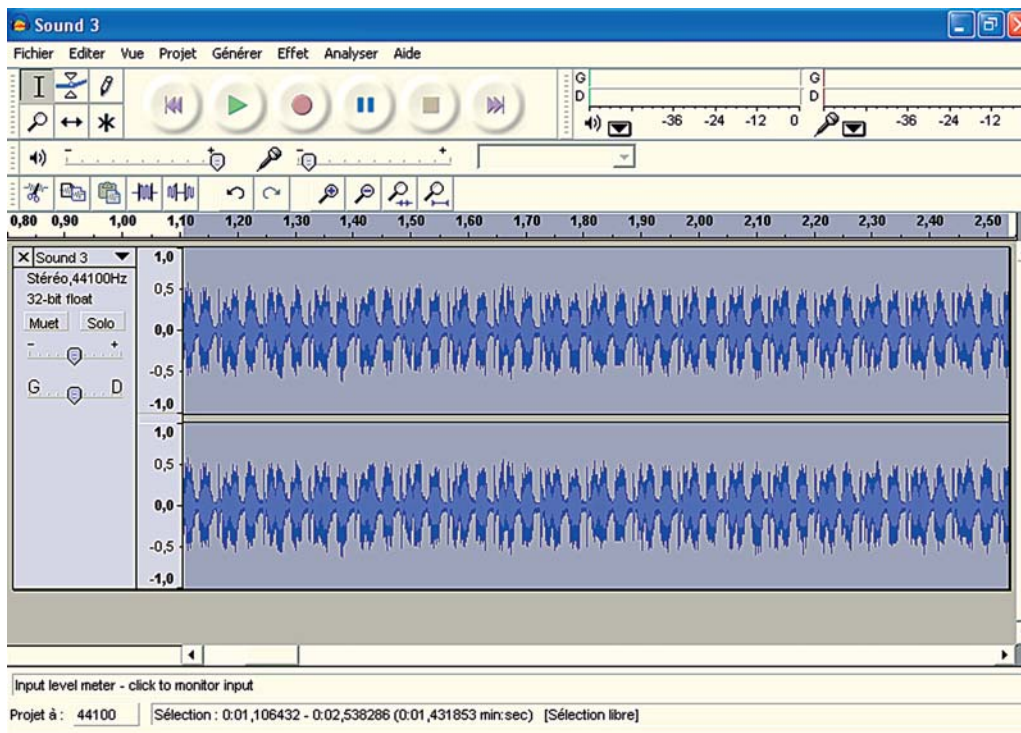 Sound 3
Fichier Editer Vue Projet Générer Effet Analyser Aide
G
D
-36 -24 -12 0
G
D
-36 -24 -12
- +
- +
0,80 0,90 1,00 1,10 1,20 1,30 1,40 1,50 1,60 1,70 1,80 1,90 2,00 2,10 2,20 2,30 2,40 2,50
X Sound 3
Stéréo,44100Hz
32-bit float
Muet Solo
- +
G D
1,0
0,5
0,0
-0,5
-1,0
1,0
0,5
0,0
-0,5
-1,0
Input level meter - click to monitor input
Projet à : 44100 Sélection : 0:01,106432 - 0:02,538286 (0:01,431853 min:sec) [Sélection libre]